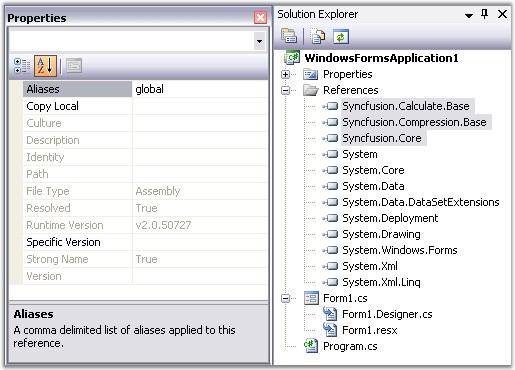 Properties
Aliases global
Copy Local
Culture
Description
Identity
Path
File Type Assembly
Resolved True
Runtime Version v2.0.50727
Specific Version
Strong Name True
Version
Aliases
A comma delimited list of aliases applied to this
reference.
Solution Explorer
WindowsFormsApplication1
Properties
References
Syncfusion.Calculate.Base
Syncfusion.Compression.Base
Syncfusion.Core
System
System.Core
System.Data
System.Data.DataSetExtensions
System.Deployment
System.Drawing
System.Windows.Forms
System.Xml
System.Xml.Linq
Form1.cs
Form1.Designer.cs
Form1.resx
Program.cs